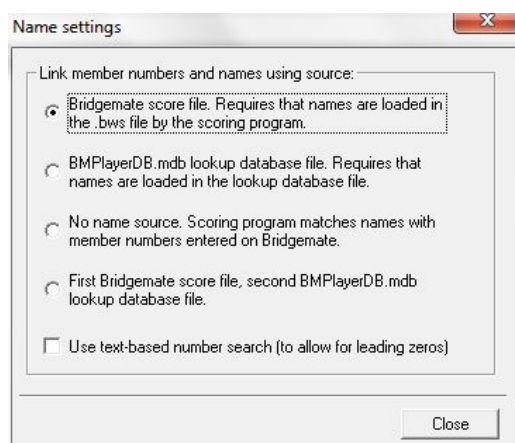 Name settings
Link member numbers and names using source:
Bridgemate score file. Requires that names are loaded in
the .bws file by the scoring program.
BMPlayerDB.mdb lookup database file. Requires that
names are loaded in the lookup database file.
No name source. Scoring program matches names with
member numbers entered on Bridgemate.
First Bridgemate score file, second BMPlayerDB.mdb
lookup database file.
Use text-based number search (to allow for leading zeros)
Close